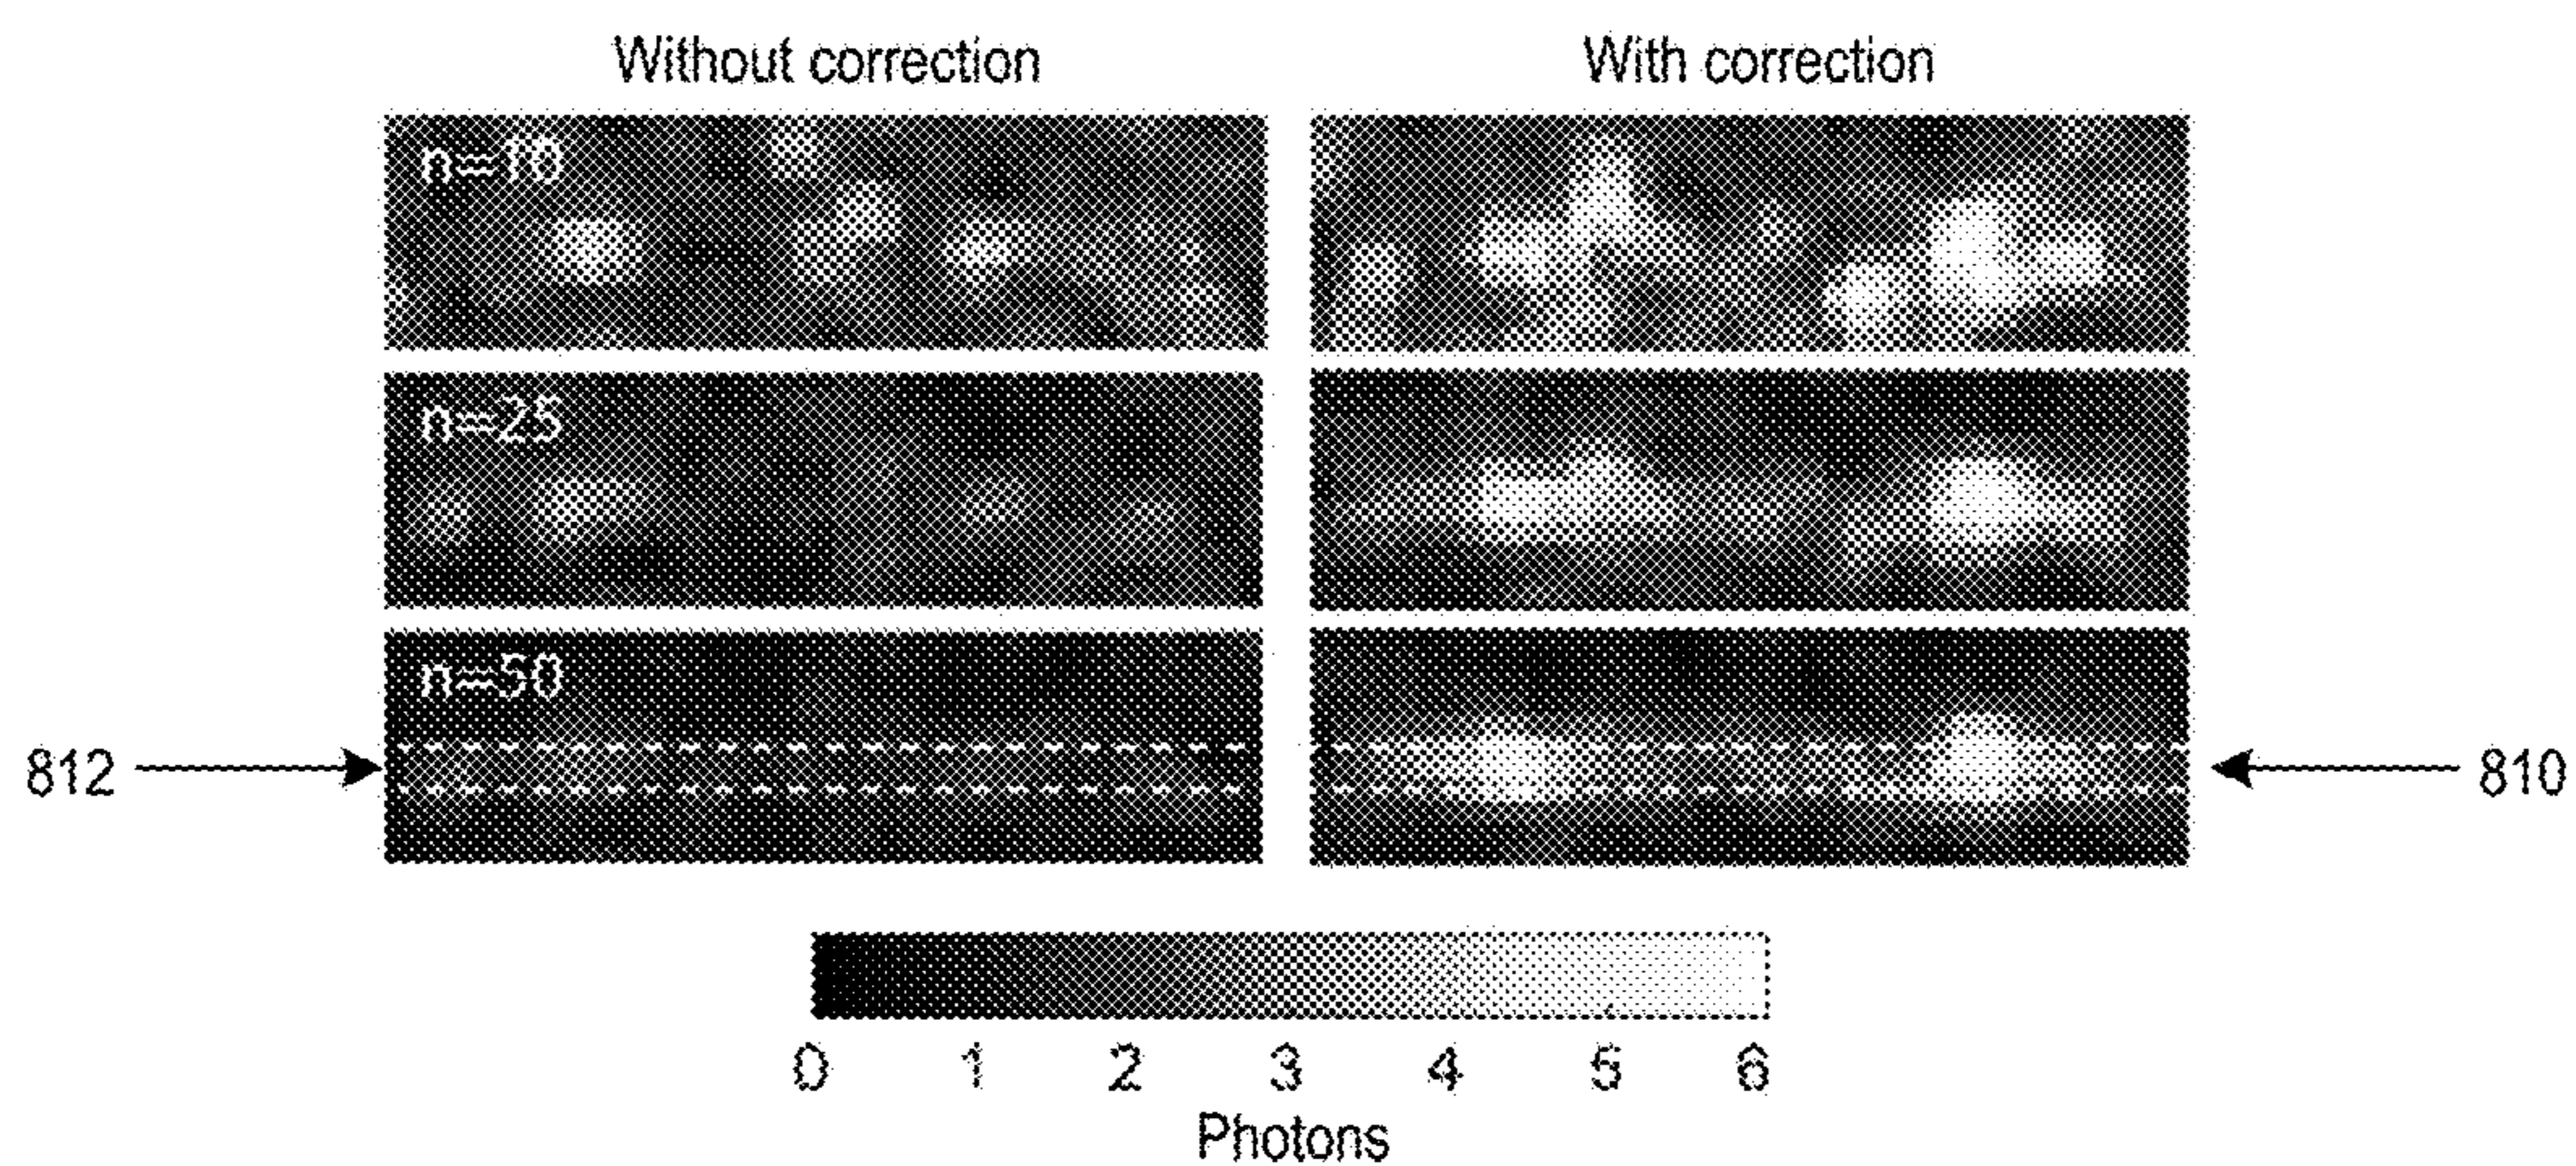 Without correction
With correction
n=10
n=25
n=50
812
810
0 1 2 3 4 5 6
Photons